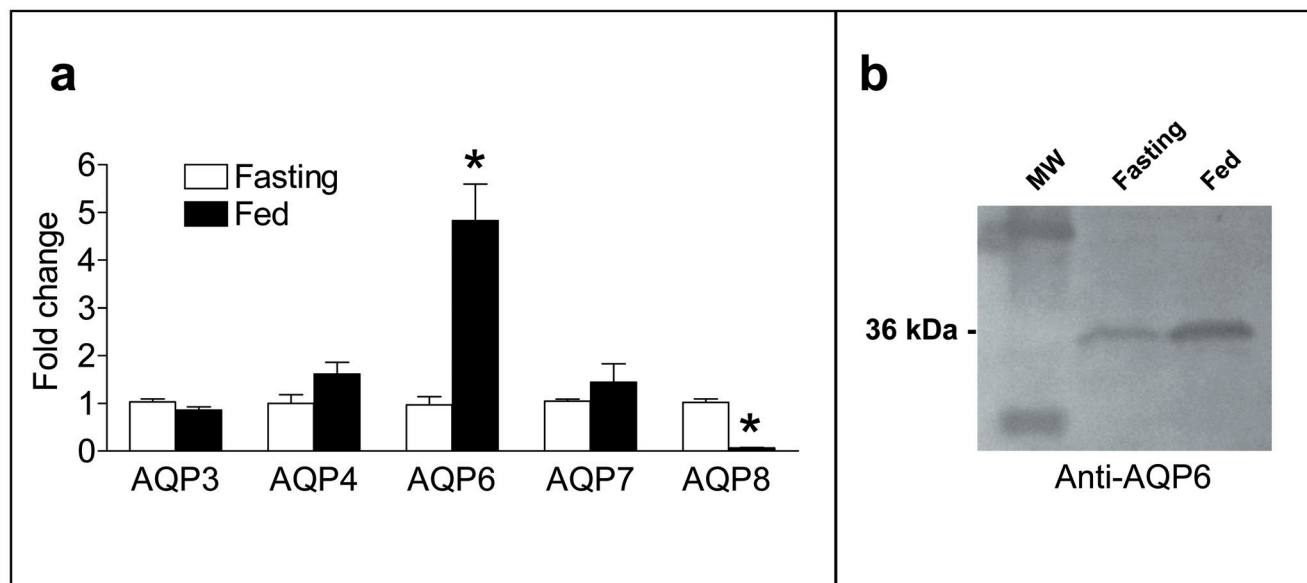 a
6
5
4
3
2
1
0
Fold change
Fasting
Fed
*
*
AQP3 AQP4 AQP6 AQP7 AQP8
b
MW Fasting Fed
36 kDa -
Anti-AQP6